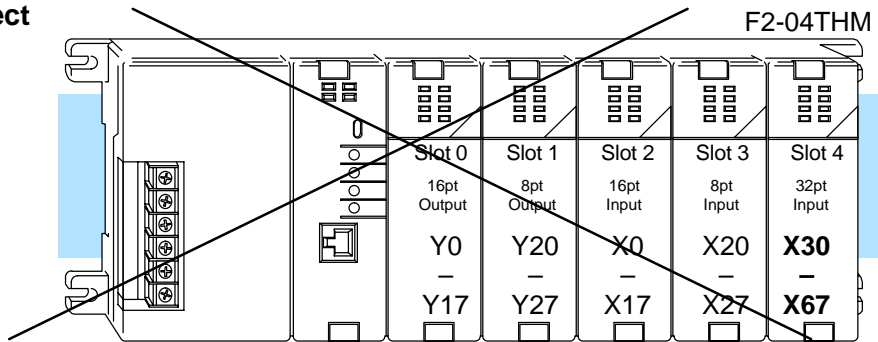 ect
F2-04THM
Slot 0 Slot 1 Slot 2 Slot 3 Slot 4
16pt 8pt 16pt 8pt 32pt
Output Output Input Input Input
Y0 Y20 X0 X20 X30
– – – – –
Y17 Y27 X17 X27 X67